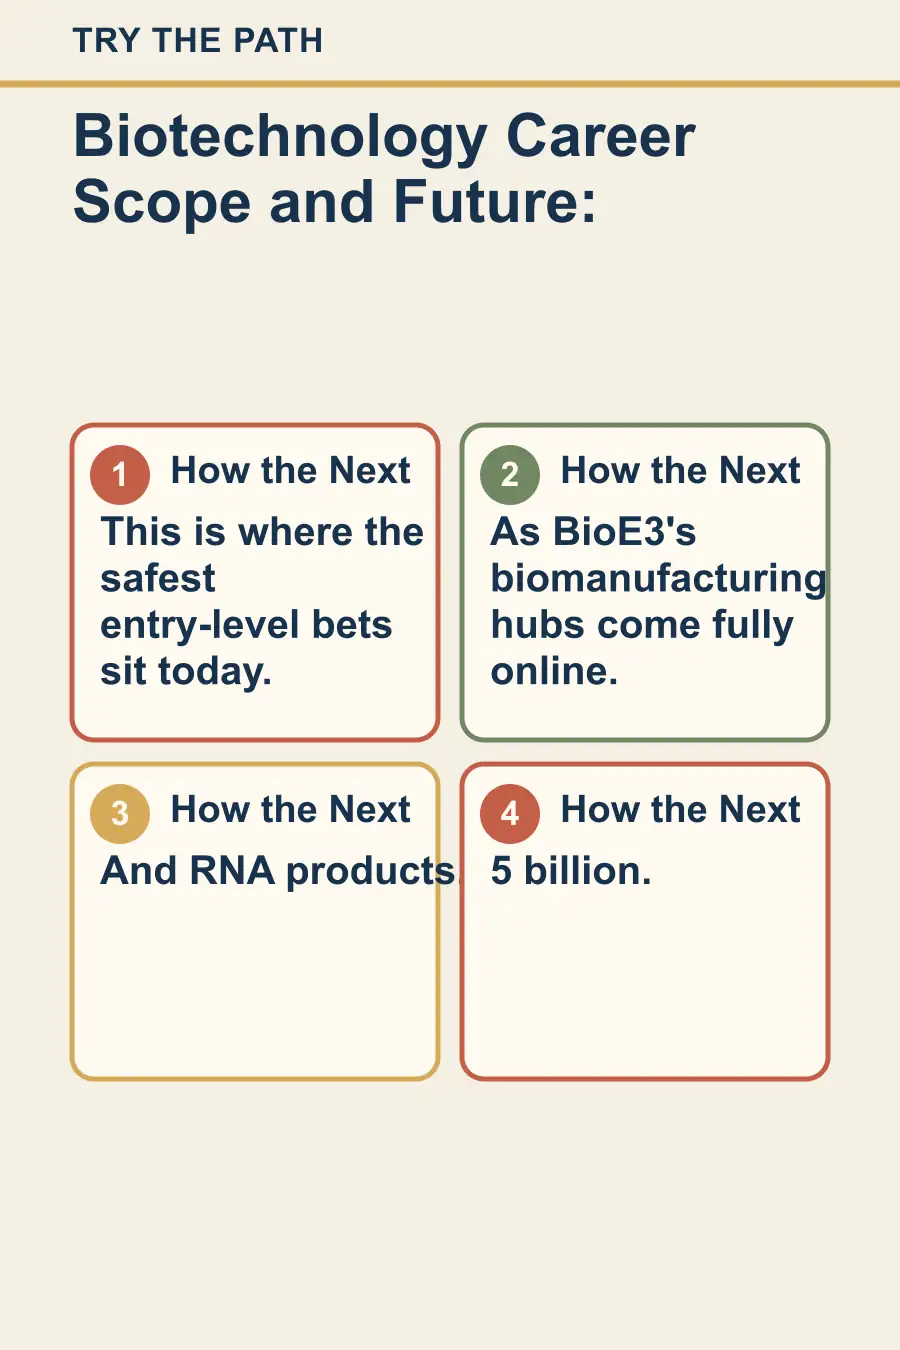 TRY THE PATH
Biotechnology Career
Scope and Future:
1 How the Next
This is where the
safest
entry-level bets
sit today.
2 How the Next
As BioE3's
biomanufacturing
hubs come fully
online.
3 How the Next
And RNA products.
4 How the Next
5 billion.